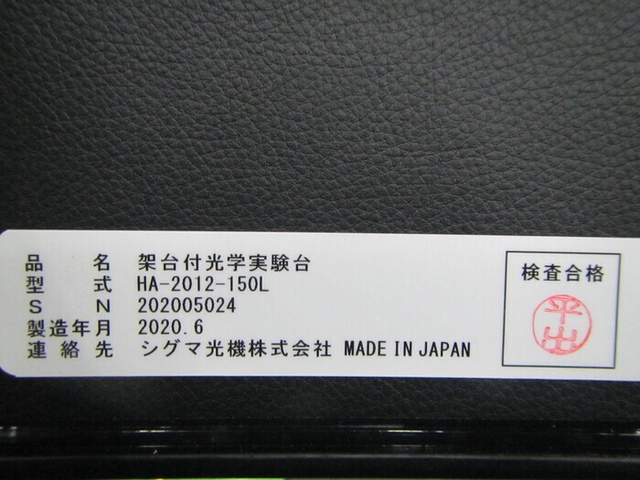 品名 架台付光学実験台
型式 HA-2012-150L
SN 202005024
製造年月 2020.6
連絡先 シグマ光機株式会社 MADE IN JAPAN
検査合格
平出